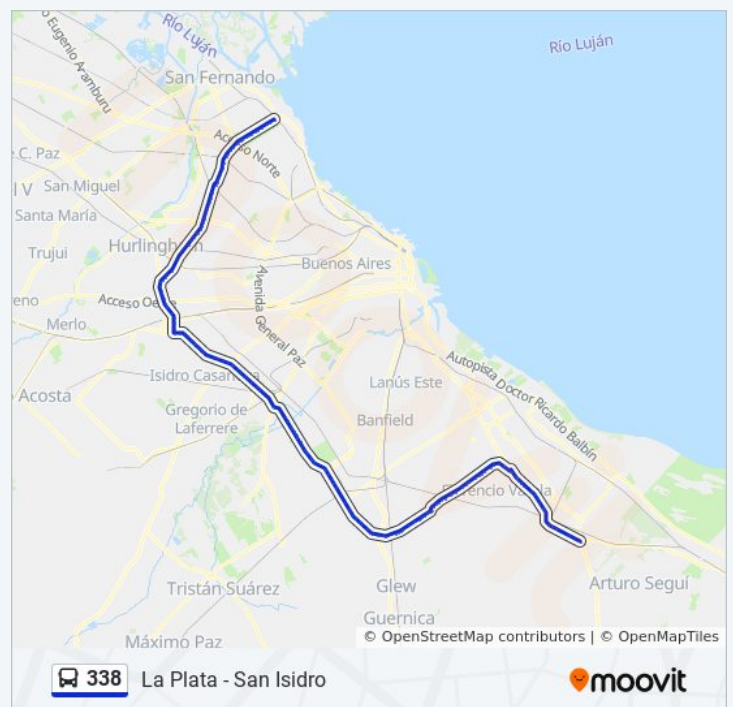 Río Luján
Río Luján
o Eugenio Aramburu
San Fernando
C. Paz
Acceso Norte
l V
San Miguel
Santa María
Hurlingham
Trujui
Buenos Aires
Avenida General Paz
eno
Acceso Oeste
Merlo
Autopista Doctor Ricardo Balbín
Isidro Casanova
Lanús Este
Acosta
Gregorio de
Laferrere
Banfield
Florencio Varela
Tristán Suárez
Glew
Arturo Seguí
Guernica
Máximo Paz
© OpenStreetMap contributors | © OpenMapTiles
338 La Plata - San Isidro
moovit